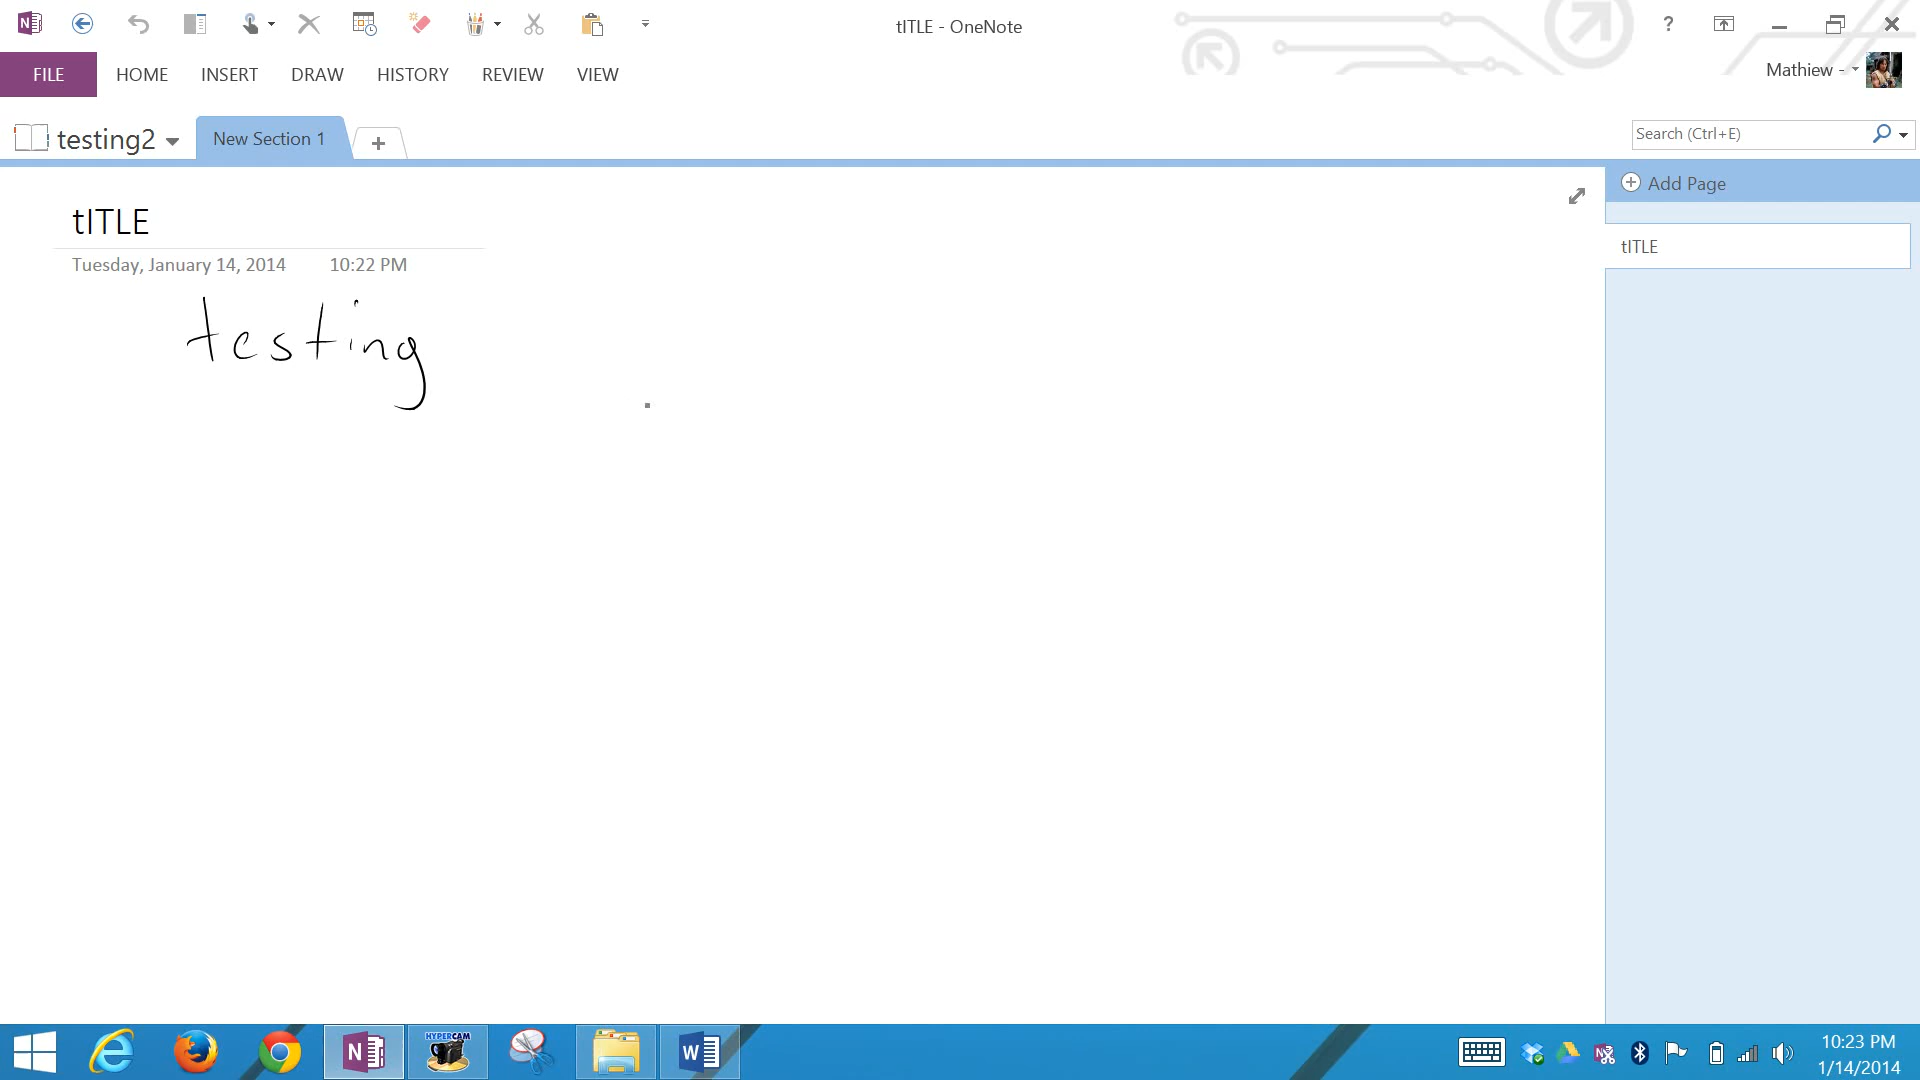 tITLE - OneNote
?
FILE HOME INSERT DRAW HISTORY REVIEW VIEW
Mathiew -
testing2
New Section 1
+
Search (Ctrl+E)
Add Page
tITLE
tITLE
Tuesday, January 14, 2014 10:22 PM
testing
HYPERCAM
10:23 PM
1/14/2014